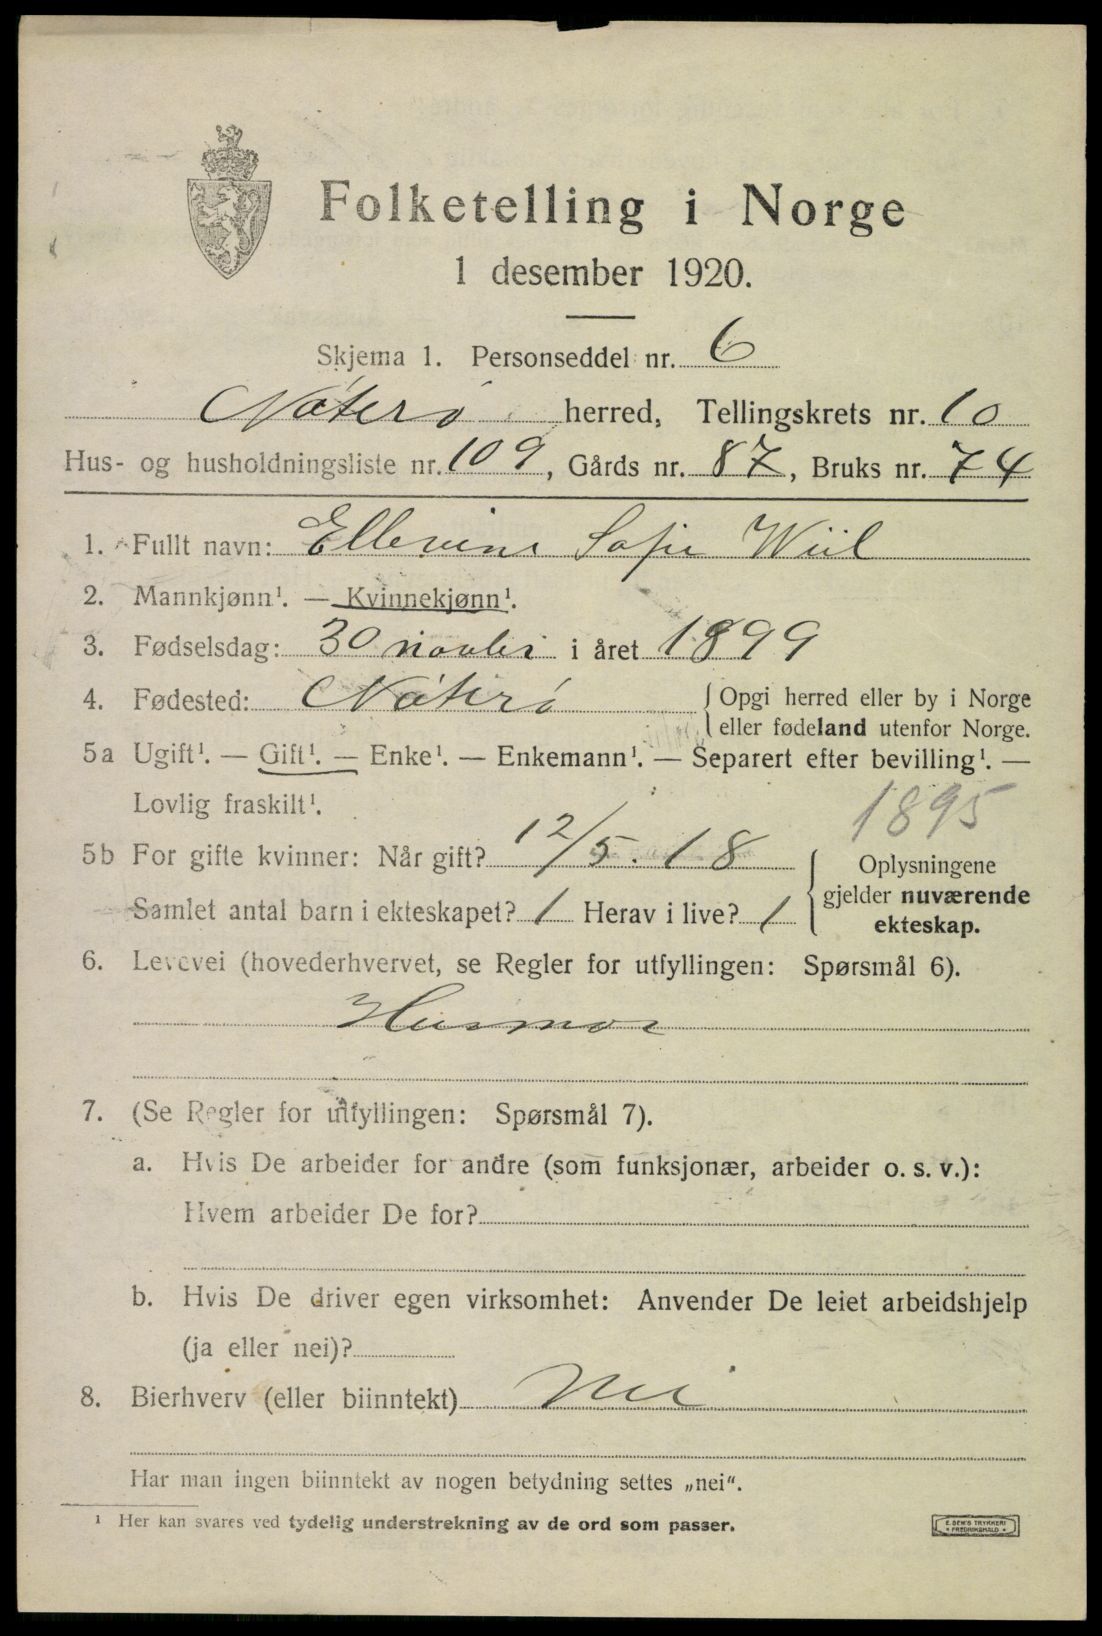 Folketelling i Norge
1 desember 1920.
Skjema 1. Personseddel nr. 6
Nøterø herred, Tellingskrets nr. 10
Hus- og husholdningsliste nr. 109, Gårds nr. 87, Bruks nr. 74
1. Fullt navn: Ellevine Sofie Wiil
2. Mannkjønn¹. — Kvinnekjønn¹.
3. Fødselsdag: 30 novbr i året 1899
4. Fødested: Nøterø { Opgi herred eller by i Norge
eller fødeland utenfor Norge.
5a Ugift¹. — Gift¹. — Enke¹. — Enkemann¹. — Separert efter bevilling¹. —
Lovlig fraskilt¹. 1895
5b For gifte kvinner: Når gift? 12/5. 18 Oplysningene
Samlet antal barn i ekteskapet? 1 Herav i live? 1 gjelder nuværende
ekteskap.
6. Levevei (hovederhvervet, se Regler for utfyllingen: Spørsmål 6).
Husmor
7. (Se Regler for utfyllingen: Spørsmål 7).
a. Hvis De arbeider for andre (som funksjonær, arbeider o. s. v.):
Hvem arbeider De for?
b. Hvis De driver egen virksomhet: Anvender De leiet arbeidshjelp
(ja eller nei)?
8. Bierhverv (eller biinntekt) Nei
Har man ingen biinntekt av nogen betydning settes „nei".
¹ Her kan svares ved tydelig understrekning av de ord som passer.
E. SEM'S TRYKKERI
FREDRIKSHALD